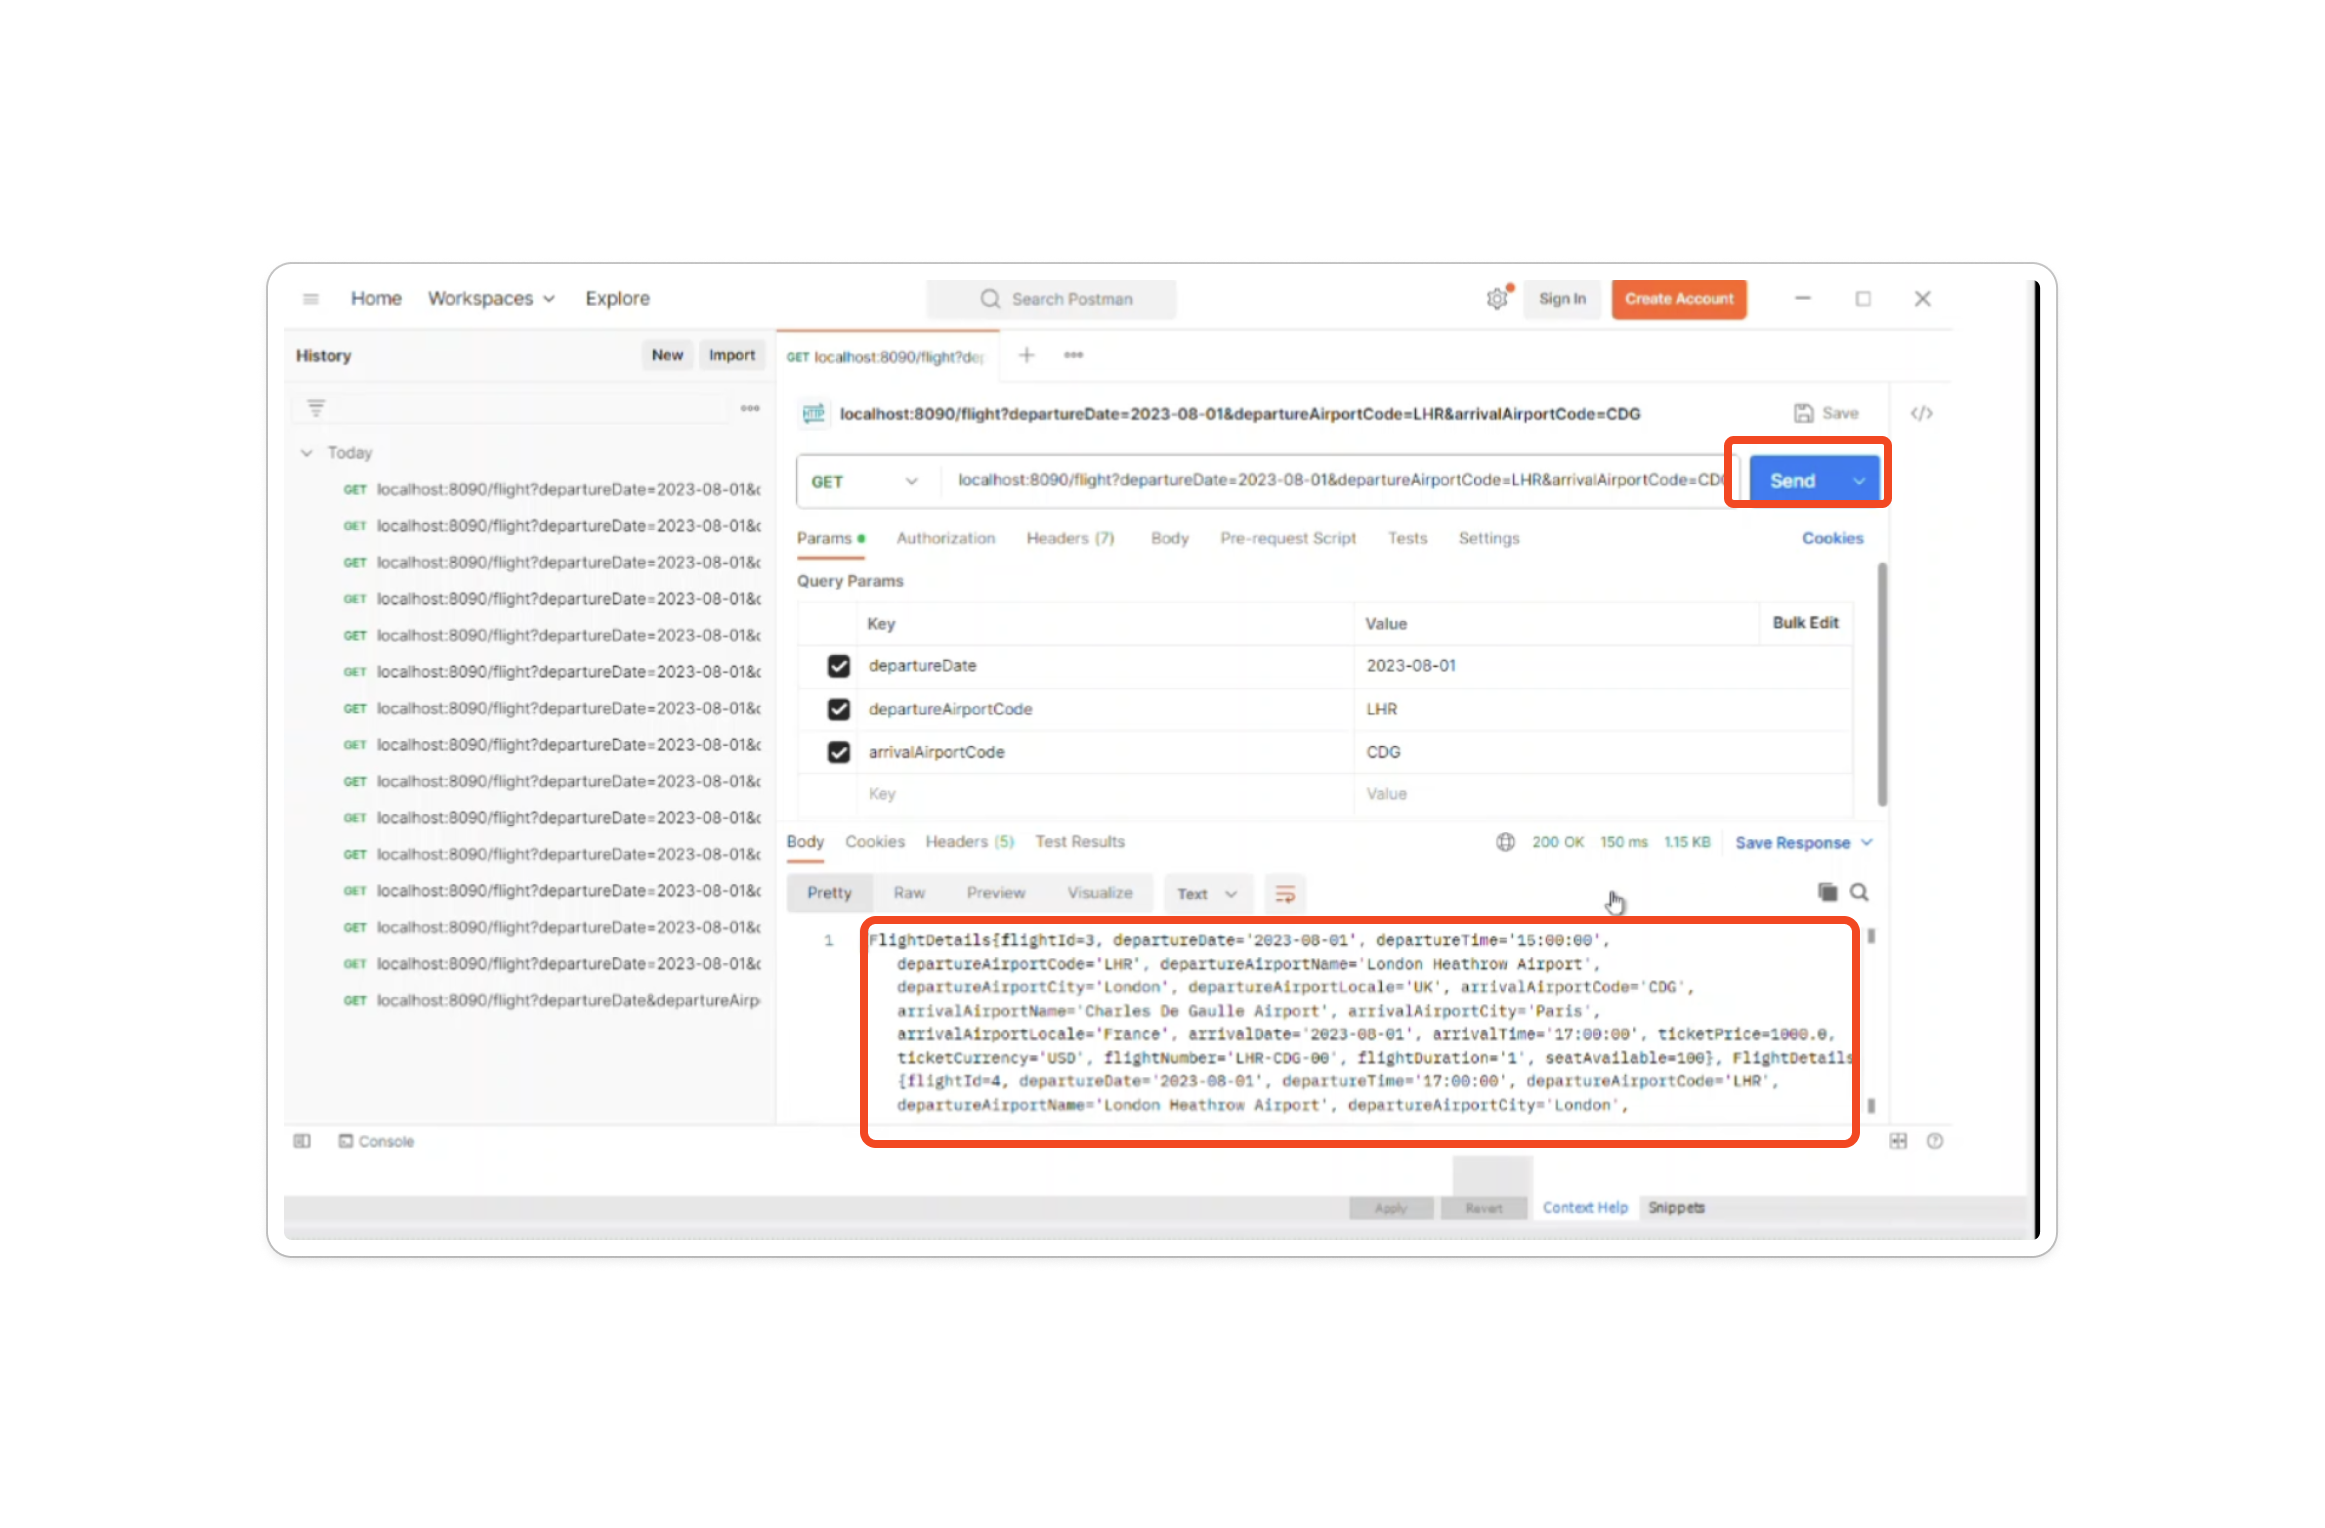 Home Workspaces Explore Search Postman Sign In Create Account
History New Import
GET localhost:8090/flight?dep
localhost:8090/flight?departureDate=2023-08-01&departureAirportCode=LHR&arrivalAirportCode=CDG Save </>
Today
GET localhost:8090/flight?departureDate=2023-08-01&departureAirportCode=LHR&arrivalAirportCode=CDG Send
GET localhost:8090/flight?departureDate=2023-08-01&c
GET localhost:8090/flight?departureDate=2023-08-01&c
GET localhost:8090/flight?departureDate=2023-08-01&c
GET localhost:8090/flight?departureDate=2023-08-01&c
GET localhost:8090/flight?departureDate=2023-08-01&c
GET localhost:8090/flight?departureDate=2023-08-01&c
GET localhost:8090/flight?departureDate=2023-08-01&c
GET localhost:8090/flight?departureDate=2023-08-01&c
GET localhost:8090/flight?departureDate=2023-08-01&c
GET localhost:8090/flight?departureDate=2023-08-01&c
GET localhost:8090/flight?departureDate=2023-08-01&c
GET localhost:8090/flight?departureDate=2023-08-01&c
GET localhost:8090/flight?departureDate=2023-08-01&c
GET localhost:8090/flight?departureDate=2023-08-01&c
GET localhost:8090/flight?departureDate&departureAirp
Params Authorization Headers (7) Body Pre-request Script Tests Settings Cookies
Query Params
Key Value Bulk Edit
departureDate 2023-08-01
departureAirportCode LHR
arrivalAirportCode CDG
Key Value
Body Cookies Headers (5) Test Results 200 OK 150 ms 1.15 KB Save Response
Pretty Raw Preview Visualize Text
1 FlightDetails{flightId=3, departureDate='2023-08-01', departureTime='15:00:00',
departureAirportCode='LHR', departureAirportName='London Heathrow Airport',
departureAirportCity='London', departureAirportLocale='UK', arrivalAirportCode='CDG',
arrivalAirportName='Charles De Gaulle Airport', arrivalAirportCity='Paris',
arrivalAirportLocale='France', arrivalDate='2023-08-01', arrivalTime='17:00:00', ticketPrice=1000.0,
ticketCurrency='USD', flightNumber='LHR-CDG-00', flightDuration='1', seatAvailable=100}, FlightDetails
{flightId=4, departureDate='2023-08-01', departureTime='17:00:00', departureAirportCode='LHR',
departureAirportName='London Heathrow Airport', departureAirportCity='London',
Console
Apply Revert Context Help Snippets